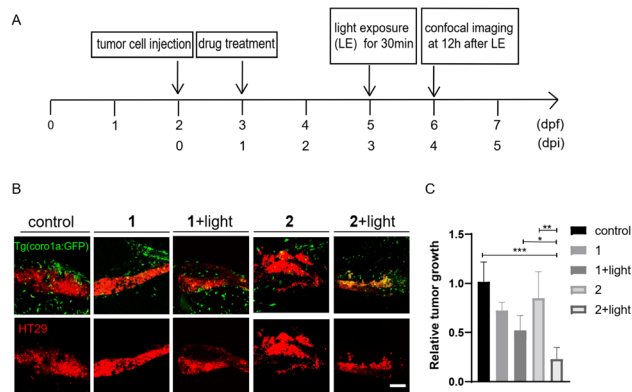 A
tumor cell injection
drug treatment
light exposure
(LE) for 30min
confocal imaging
at 12h after LE
0 1 2 3 4 5 6 7 (dpf)
0 1 2 3 4 5 (dpi)
B
control 1 1+light 2 2+light
Tg(coro1a:GFP)
HT29
C
Relative tumor growth
1.5
1.0
0.5
0.0
***
*
**
control
1
1+light
2
2+light